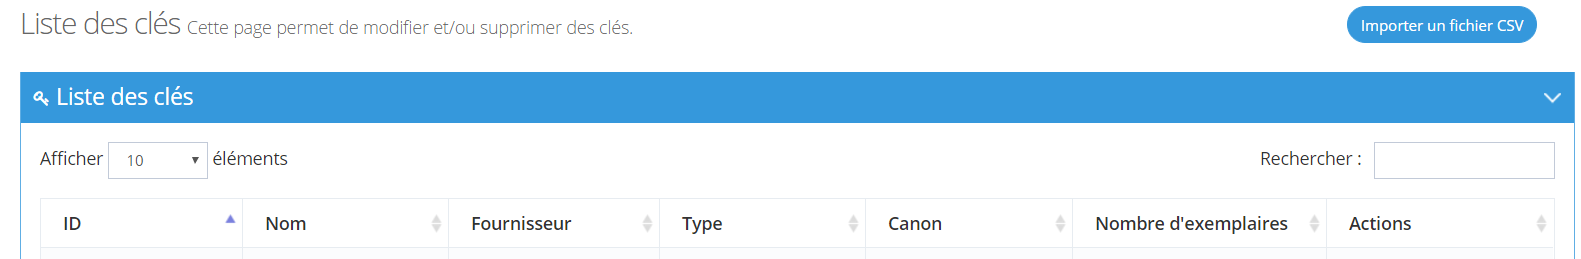 Liste des clés Cette page permet de modifier et/ou supprimer des clés.
Importer un fichier CSV
Liste des clés
Afficher 10 éléments
Rechercher :
ID Nom Fournisseur Type Canon Nombre d'exemplaires Actions